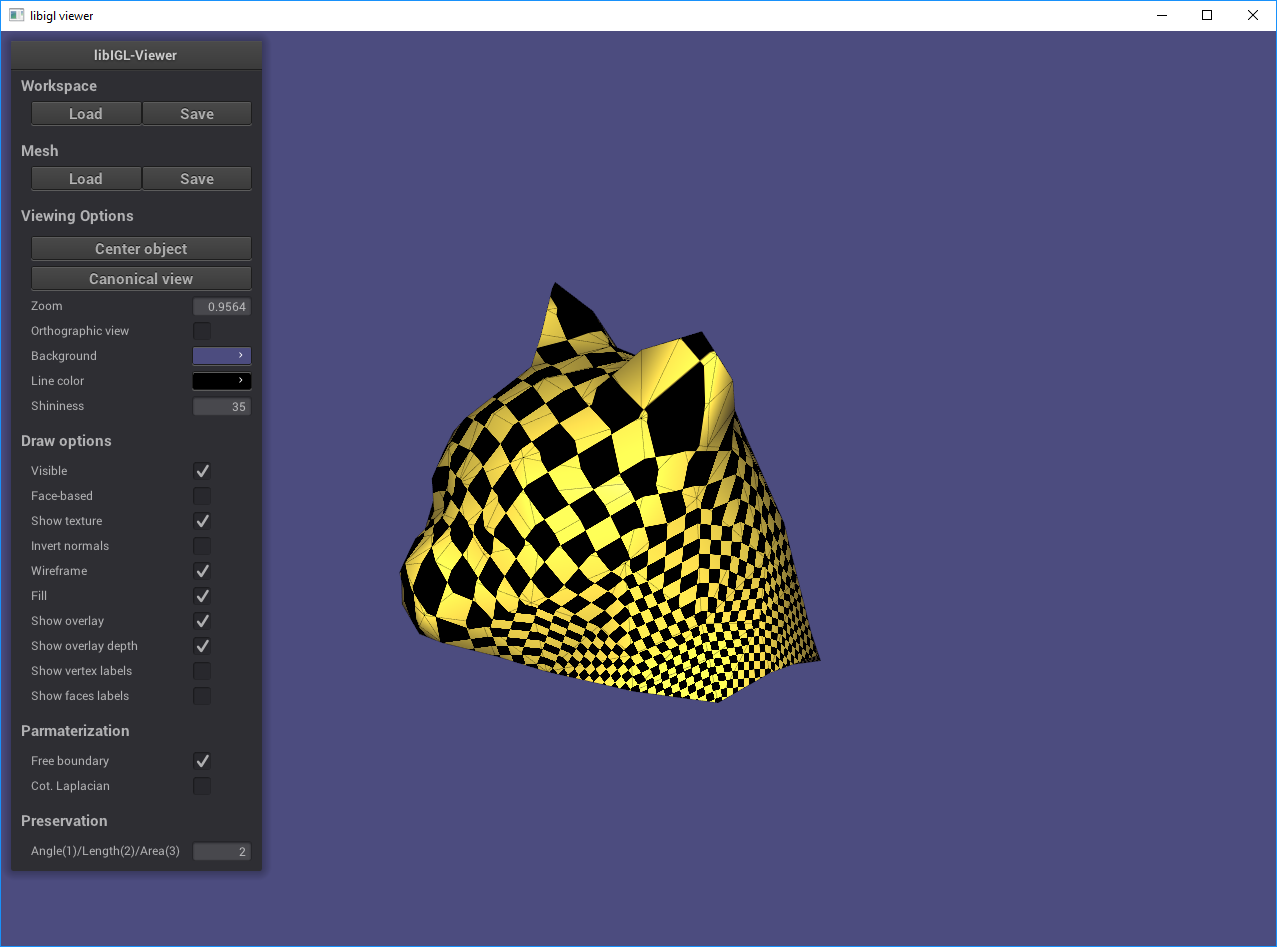 libigl viewer
libIGL-Viewer
Workspace
Load Save
Mesh
Load Save
Viewing Options
Center object
Canonical view
Zoom 0.9564
Orthographic view
Background
Line color
Shininess 35
Draw options
Visible
Face-based
Show texture
Invert normals
Wireframe
Fill
Show overlay
Show overlay depth
Show vertex labels
Show faces labels
Parmaterization
Free boundary
Cot. Laplacian
Preservation
Angle(1)/Length(2)/Area(3) 2